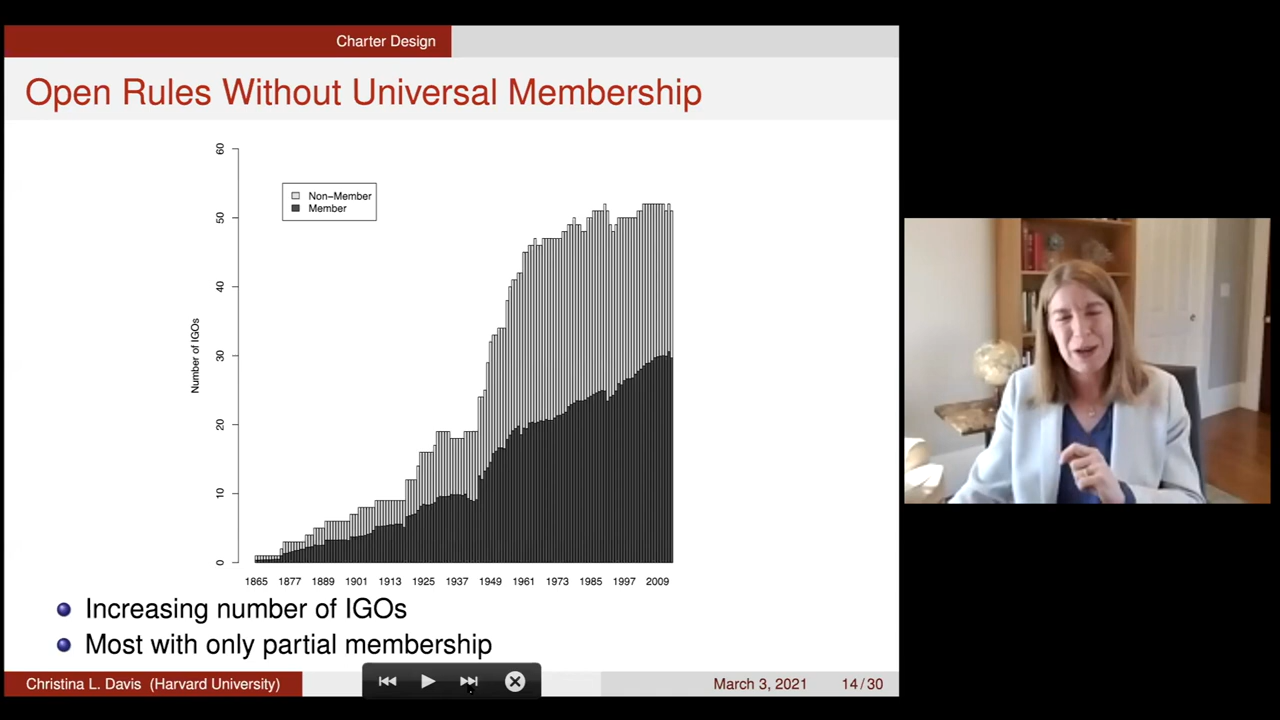 Charter Design
Open Rules Without Universal Membership
60
50
40
30
20
10
0
Number of IGOs
Non−Member
Member
1865 1877 1889 1901 1913 1925 1937 1949 1961 1973 1985 1997 2009
Increasing number of IGOs
Most with only partial membership
Christina L. Davis (Harvard University) March 3, 2021 14/30